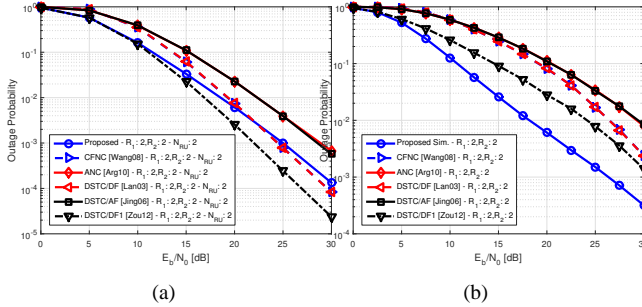 10^0
10^-1
10^-2
10^-3
10^-4
10^-5
Outage Probability
Proposed - R_1: 2,R_2: 2 - N_RU: 2
CFNC [Wang08] - R_1: 2,R_2: 2 - N_RU: 2
ANC [Arg10] - R_1: 2,R_2: 2 - N_RU: 2
DSTC/DF [Lan03] - R_1: 2,R_2: 2 - N_RU: 2
DSTC/AF [Jing06] - R_1: 2,R_2: 2 - N_RU: 2
DSTC/DF1 [Zou12] - R_1: 2,R_2: 2 - N_RU: 2
0 5 10 15 20 25 30
E_b/N_0 [dB]
(a)
10^0
10^-1
10^-2
10^-3
10^-4
Outage Probability
Proposed Sim. - R_1: 2,R_2: 2
CFNC [Wang08] - R_1: 2,R_2: 2
ANC [Arg10] - R_1: 2,R_2: 2
DSTC/DF [Lan03] - R_1: 2,R_2: 2
DSTC/AF [Jing06] - R_1: 2,R_2: 2
DSTC/DF1 [Zou12] - R_1: 2,R_2: 2
0 5 10 15 20 25 30
E_b/N_0 [dB]
(b)